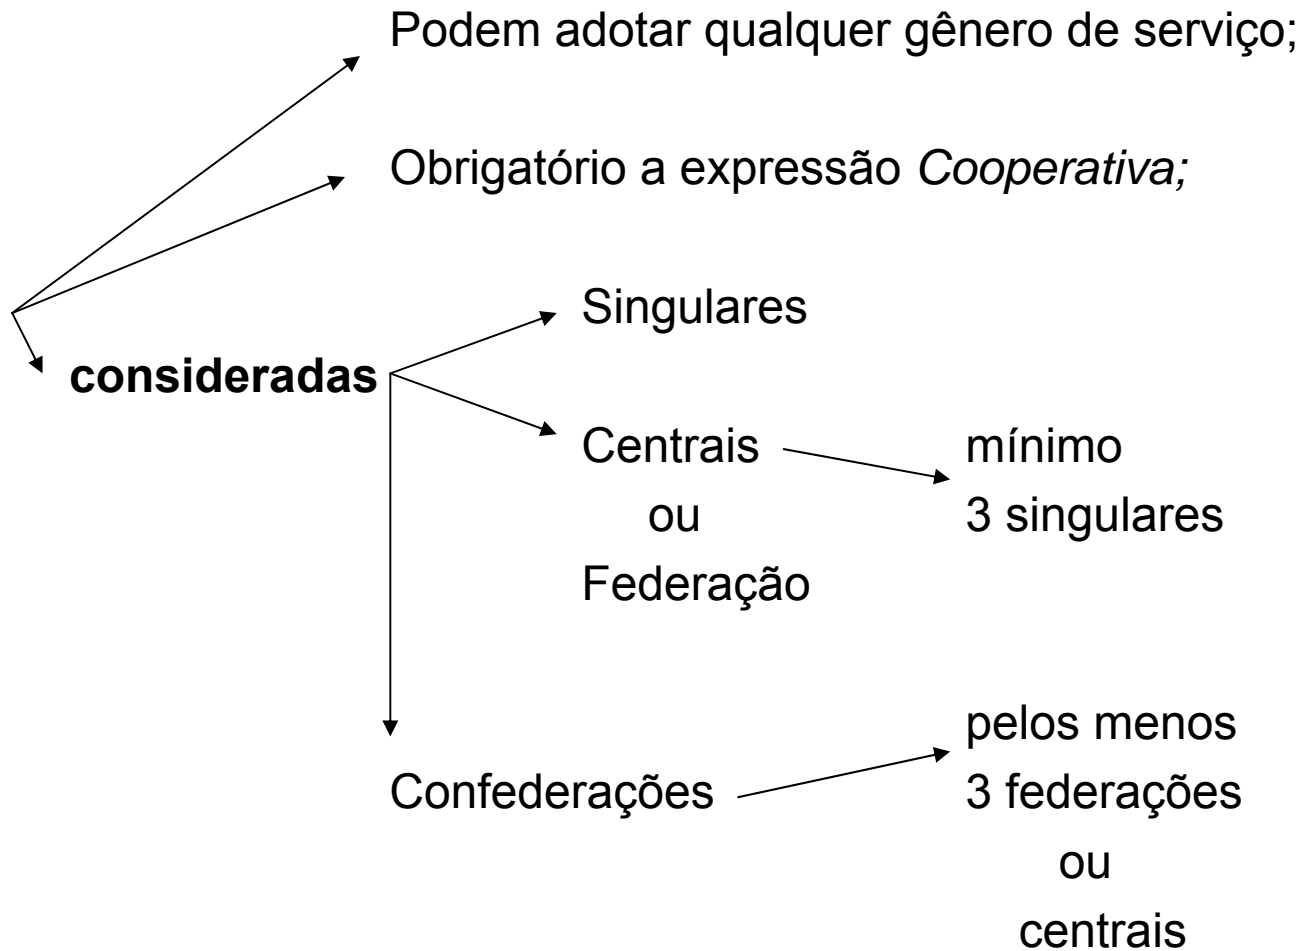 Podem adotar qualquer gênero de serviço;
Obrigatório a expressão Cooperativa;
consideradas
Singulares
Centrais
ou
Federação
mínimo
3 singulares
Confederações
pelos menos
3 federações
ou
centrais